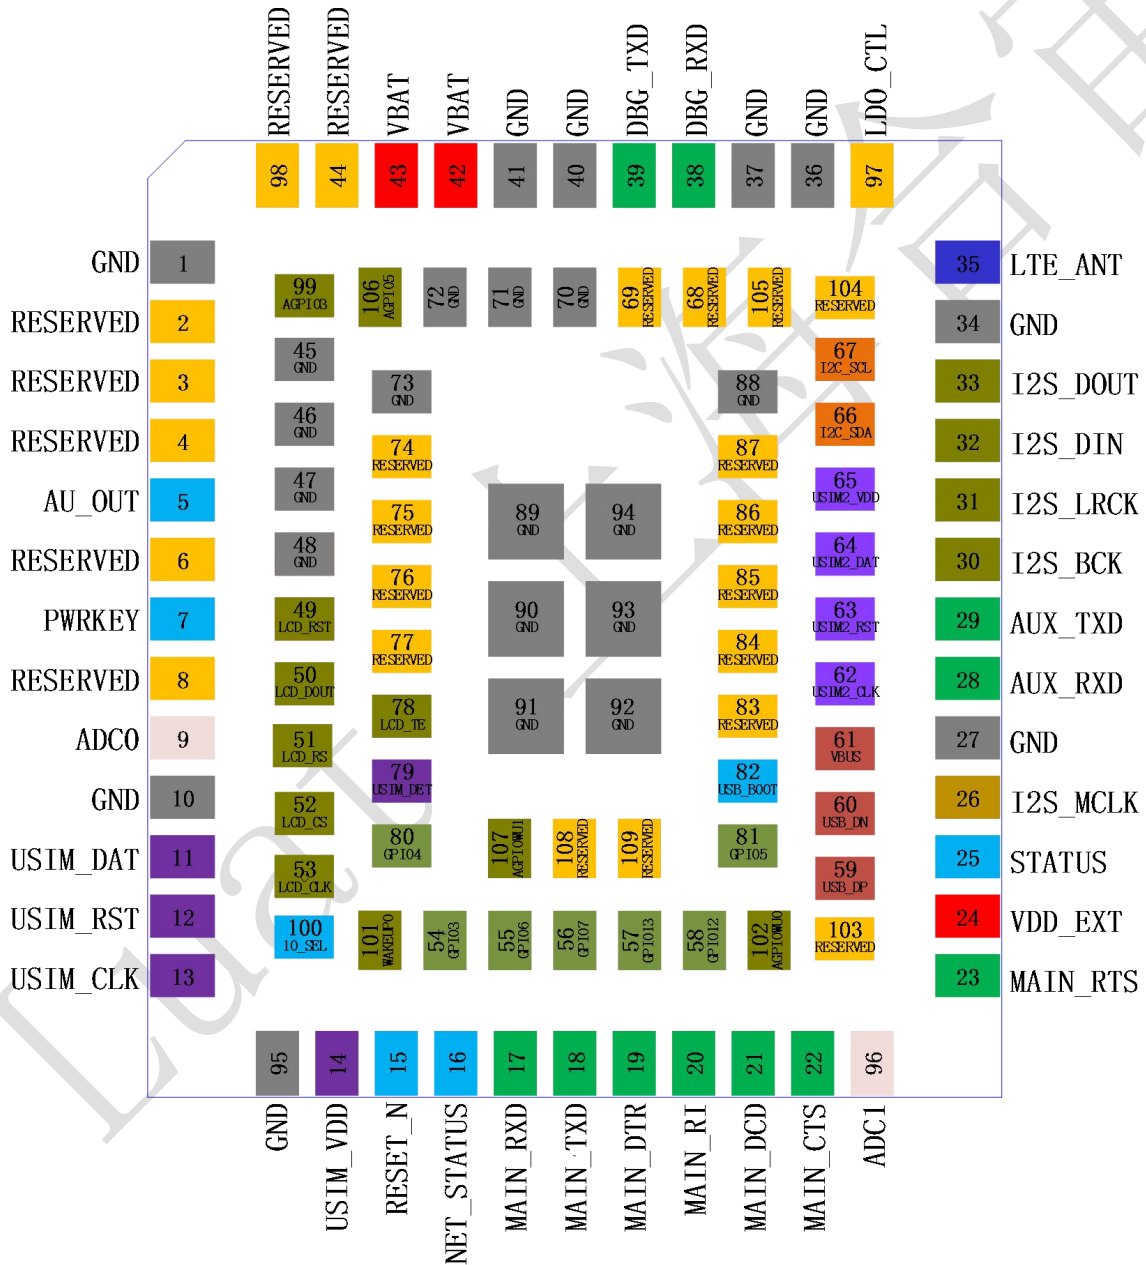 RESERVED
RESERVED
VBAT
VBAT
GND
GND
DBG_TXD
DBG_RXD
GND
GND
LDO_CTL
98
44
43
42
41
40
39
38
37
36
97
GND 1
RESERVED 2
RESERVED 3
RESERVED 4
AU_OUT 5
RESERVED 6
PWRKEY 7
RESERVED 8
ADC0 9
GND 10
USIM_DAT 11
USIM_RST 12
USIM_CLK 13
99
AGPIO3
45
GND
46
GND
47
GND
48
GND
49
LCD_RST
50
LCD_DOUT
51
LCD_RS
52
LCD_CS
53
LCD_CLK
100
IO_SEL
106
AGPIO5
72
GND
71
GND
70
GND
69
RESERVED
68
RESERVED
105
RESERVED
73
GND
74
RESERVED
75
RESERVED
76
RESERVED
77
RESERVED
78
LCD_TE
79
USIM_DET
80
GPIO4
89
GND
94
GND
90
GND
93
GND
91
GND
92
GND
88
GND
87
RESERVED
86
RESERVED
85
RESERVED
84
RESERVED
83
RESERVED
82
USB_BOOT
81
GPIO5
107
AGPIOWU1
108
RESERVED
109
RESERVED
101
WAKEUP0
54
GPIO3
55
GPIO6
56
GPIO7
57
GPIO13
58
GPIO12
102
AGPIOWU0
104
RESERVED
67
I2C_SCL
66
I2C_SDA
65
USIM2_VDD
64
USIM2_DAT
63
USIM2_RST
62
USIM2_CLK
61
VBUS
60
USB_DN
59
USB_DP
103
RESERVED
35 LTE_ANT
34 GND
33 I2S_DOUT
32 I2S_DIN
31 I2S_LRCK
30 I2S_BCK
29 AUX_TXD
28 AUX_RXD
27 GND
26 I2S_MCLK
25 STATUS
24 VDD_EXT
23 MAIN_RTS
95
14
15
16
17
18
19
20
21
22
96
GND
USIM_VDD
RESET_N
NET_STATUS
MAIN_RXD
MAIN_TXD
MAIN_DTR
MAIN_RI
MAIN_DCD
MAIN_CTS
ADC1
Luat 上海合